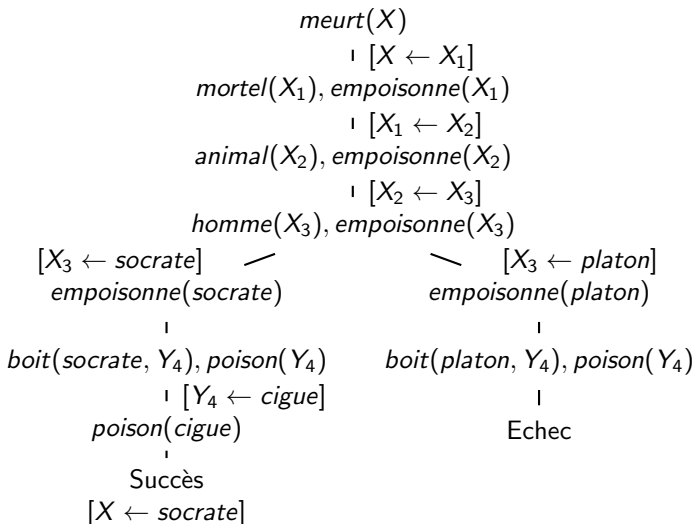 meurt(X)
[X ← X₁]
mortel(X₁), empoisonne(X₁)
[X₁ ← X₂]
animal(X₂), empoisonne(X₂)
[X₂ ← X₃]
homme(X₃), empoisonne(X₃)
[X₃ ← socrate] [X₃ ← platon]
empoisonne(socrate) empoisonne(platon)
boit(socrate, Y₄), poison(Y₄) boit(platon, Y₄), poison(Y₄)
[Y₄ ← cigue]
poison(cigue) Echec
Succès
[X ← socrate]